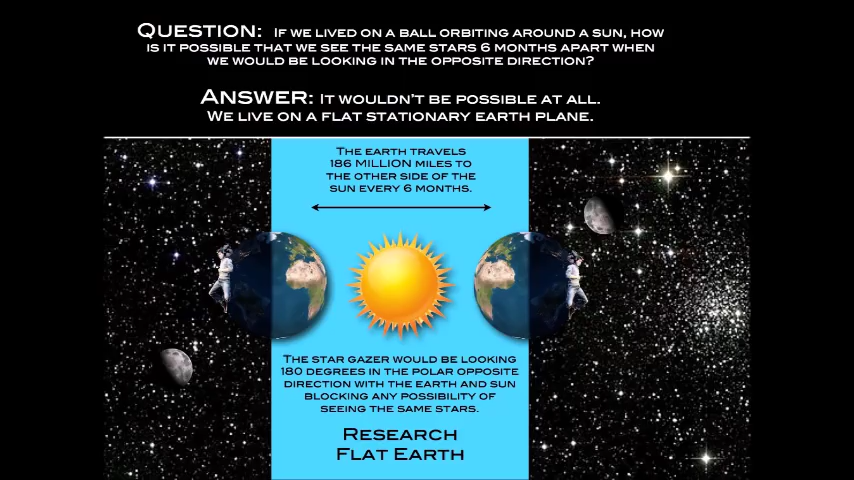 QUESTION: IF WE LIVED ON A BALL ORBITING AROUND A SUN, HOW
IS IT POSSIBLE THAT WE SEE THE SAME STARS 6 MONTHS APART WHEN
WE WOULD BE LOOKING IN THE OPPOSITE DIRECTION?
ANSWER: IT WOULDN'T BE POSSIBLE AT ALL.
WE LIVE ON A FLAT STATIONARY EARTH PLANE.
THE EARTH TRAVELS
186 MILLION MILES TO
THE OTHER SIDE OF THE
SUN EVERY 6 MONTHS.
THE STAR GAZER WOULD BE LOOKING
180 DEGREES IN THE POLAR OPPOSITE
DIRECTION WITH THE EARTH AND SUN
BLOCKING ANY POSSIBILITY OF
SEEING THE SAME STARS.
RESEARCH
FLAT EARTH